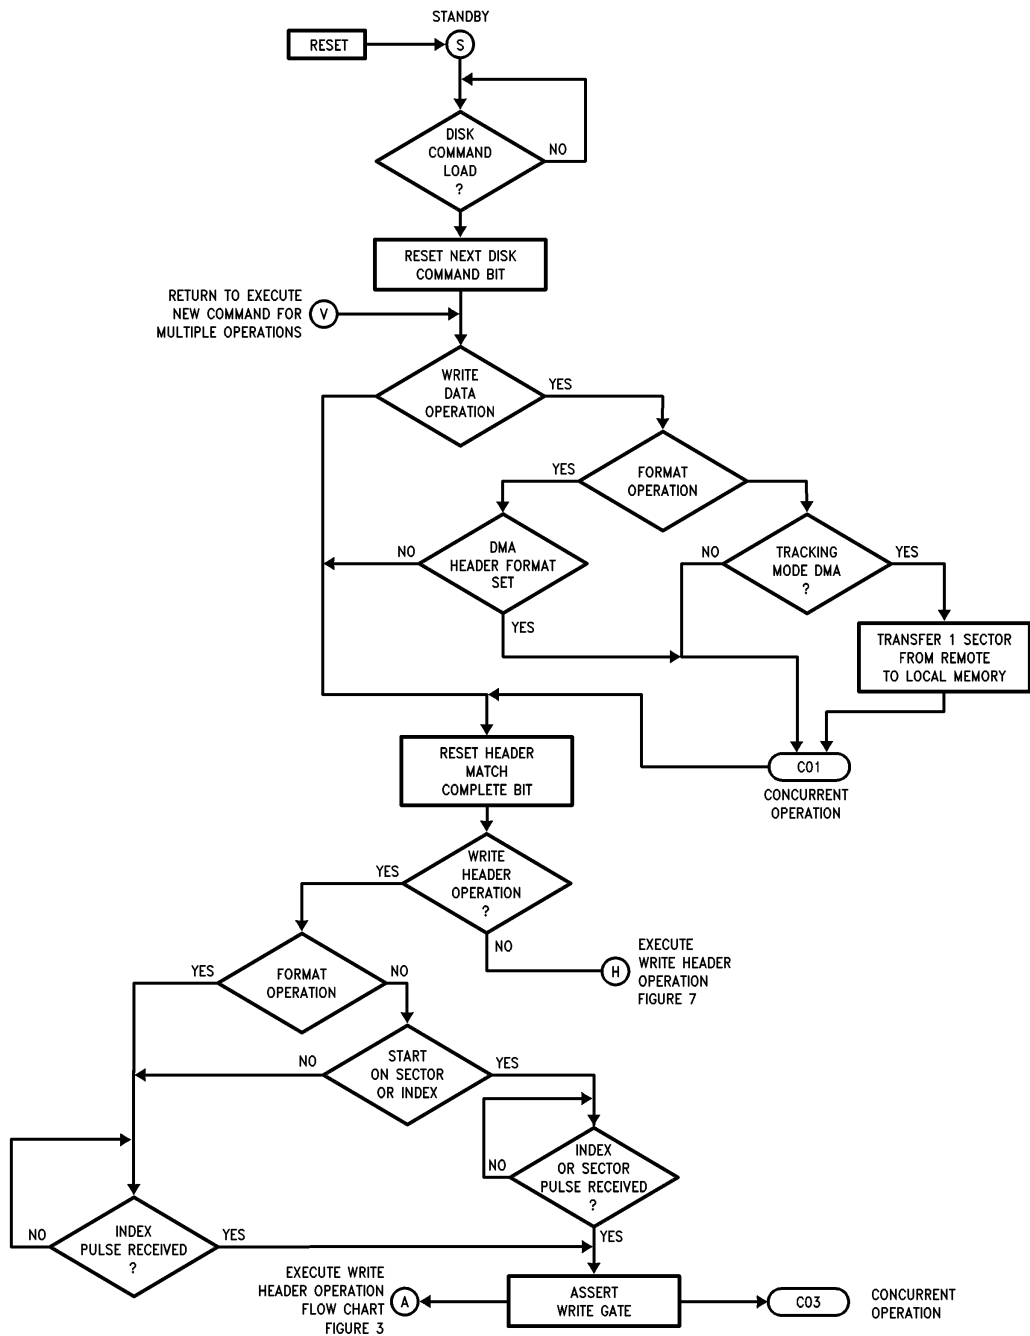 STANDBY
RESET
S
DISK
COMMAND
LOAD
?
NO
RESET NEXT DISK
COMMAND BIT
RETURN TO EXECUTE
NEW COMMAND FOR
MULTIPLE OPERATIONS
V
WRITE
DATA
OPERATION
YES
YES
FORMAT
OPERATION
NO
DMA
HEADER FORMAT
SET
YES
NO
TRACKING
MODE DMA
?
YES
TRANSFER 1 SECTOR
FROM REMOTE
TO LOCAL MEMORY
RESET HEADER
MATCH
COMPLETE BIT
C01
CONCURRENT
OPERATION
YES
WRITE
HEADER
OPERATION
?
NO
H
EXECUTE
WRITE HEADER
OPERATION
FIGURE 7
YES
FORMAT
OPERATION
NO
NO
START
ON SECTOR
OR INDEX
YES
NO
INDEX
OR SECTOR
PULSE RECEIVED
?
YES
NO
INDEX
PULSE RECEIVED
?
YES
EXECUTE WRITE
HEADER OPERATION
FLOW CHART
FIGURE 3
A
ASSERT
WRITE GATE
C03
CONCURRENT
OPERATION